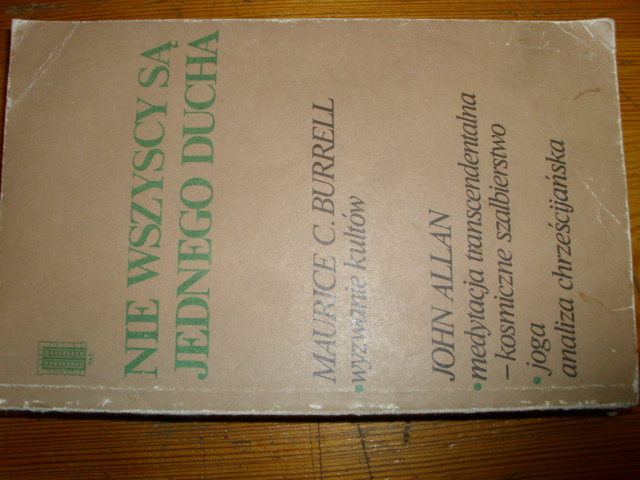 NIE WSZYSCY SĄ
JEDNEGO DUCHA
MAURICE C. BURRELL
• wyzwanie kultów
JOHN ALLAN
• medytacja transcendentalna
– kosmiczne szalbierstwo
• joga
analiza chrześcijańska